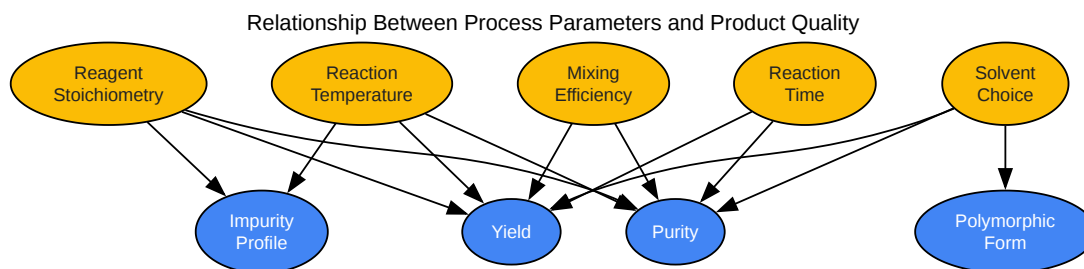 Relationship Between Process Parameters and Product Quality
Reagent
Stoichiometry
Reaction
Temperature
Mixing
Efficiency
Reaction
Time
Solvent
Choice
Impurity
Profile
Yield
Purity
Polymorphic
Form